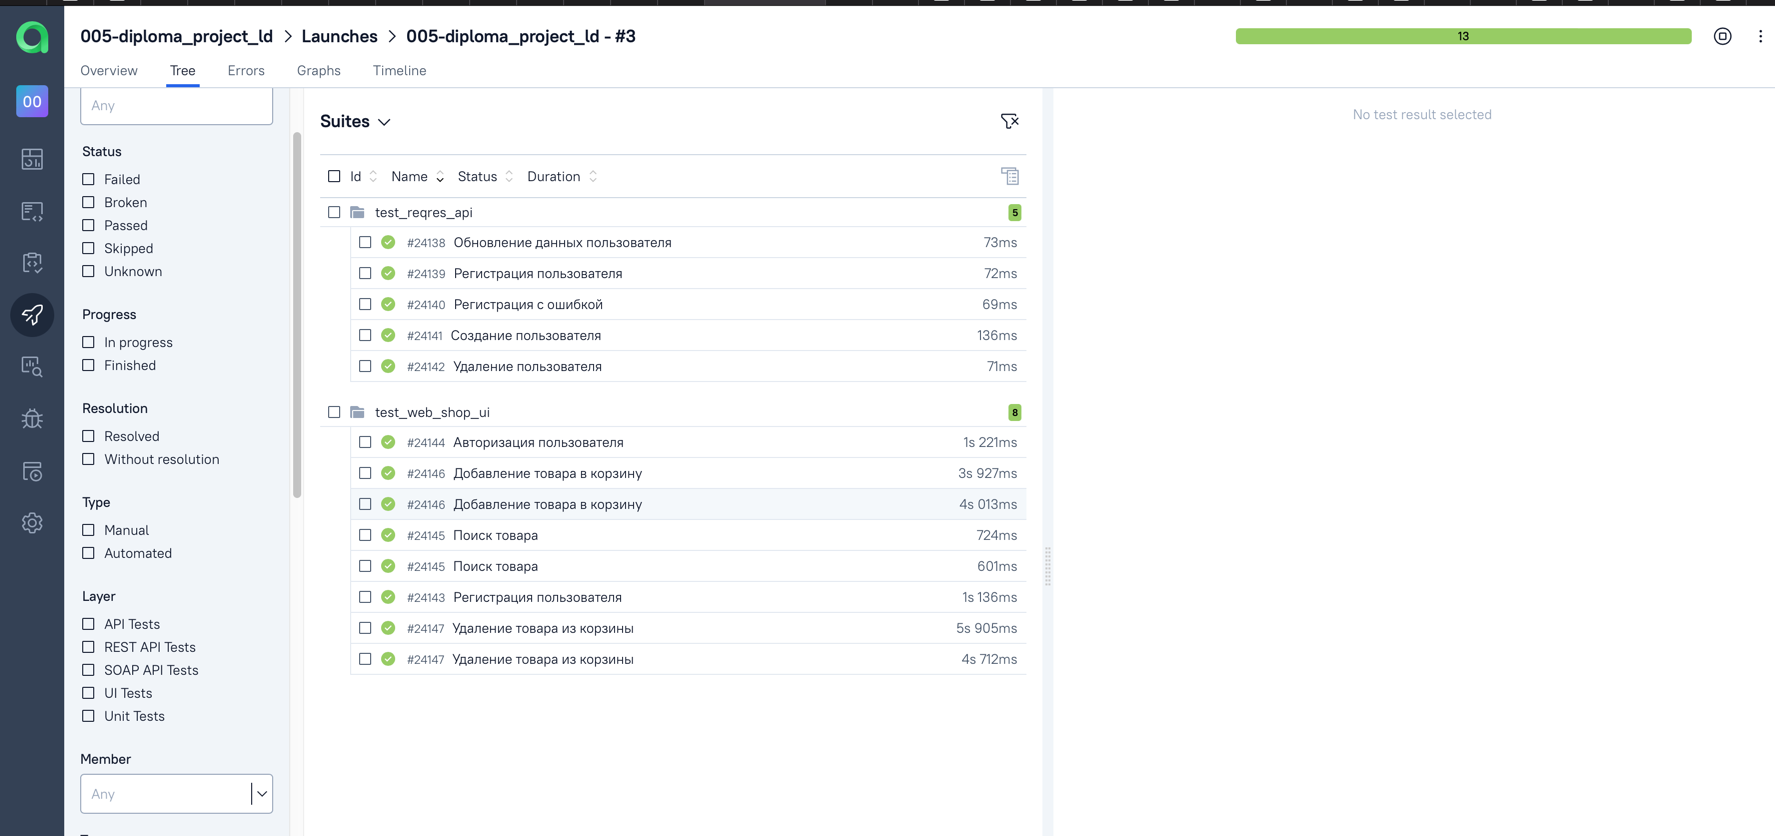 005-diploma_project_ld > Launches > 005-diploma_project_ld - #3
13
Overview Tree Errors Graphs Timeline
00
Any
Status
Failed
Broken
Passed
Skipped
Unknown
Progress
In progress
Finished
Resolution
Resolved
Without resolution
Type
Manual
Automated
Layer
API Tests
REST API Tests
SOAP API Tests
UI Tests
Unit Tests
Member
Any
Suites
Id Name Status Duration
test_reqres_api 5
#24138 Обновление данных пользователя 73ms
#24139 Регистрация пользователя 72ms
#24140 Регистрация с ошибкой 69ms
#24141 Создание пользователя 136ms
#24142 Удаление пользователя 71ms
test_web_shop_ui 8
#24144 Авторизация пользователя 1s 221ms
#24146 Добавление товара в корзину 3s 927ms
#24146 Добавление товара в корзину 4s 013ms
#24145 Поиск товара 724ms
#24145 Поиск товара 601ms
#24143 Регистрация пользователя 1s 136ms
#24147 Удаление товара из корзины 5s 905ms
#24147 Удаление товара из корзины 4s 712ms
No test result selected